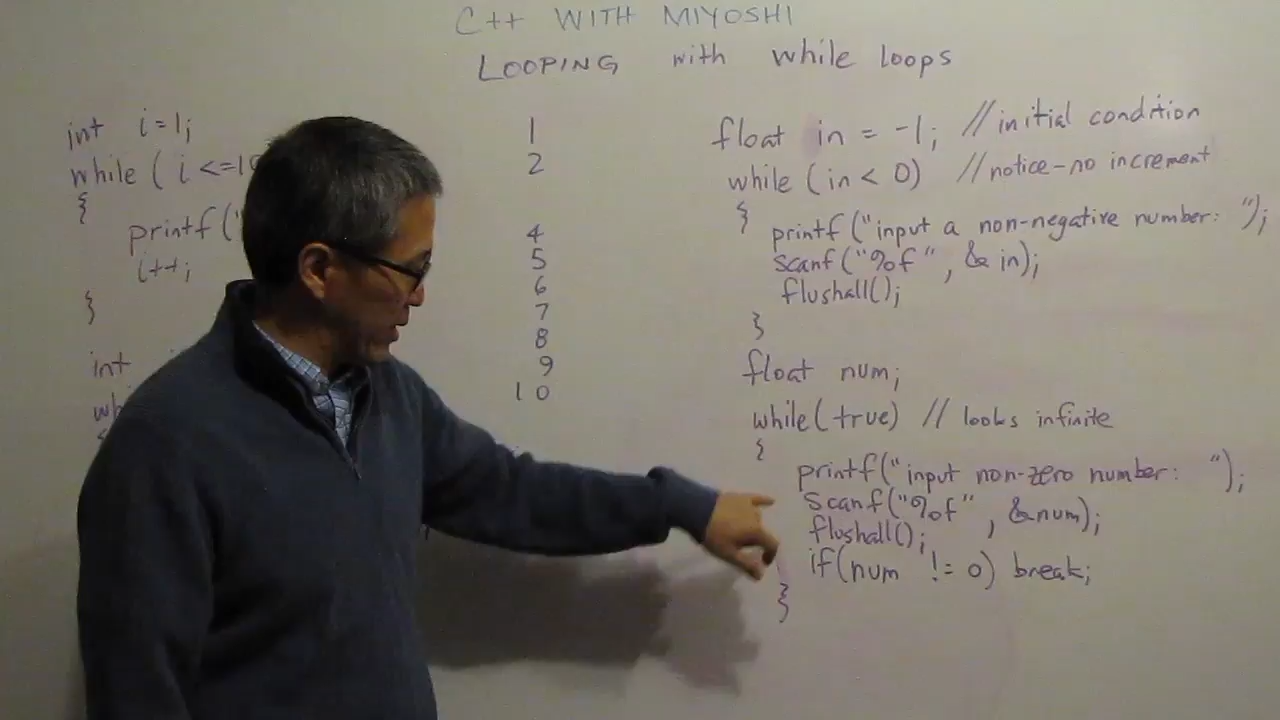 C++ WITH MIYOSHI
LOOPING with while loops
int i=1;
while ( i <=10
{
printf("
i++;
}
int
1
2
4
5
6
7
8
9
10
float in = -1; //initial condition
while (in < 0) //notice-no increment
{ printf("input a non-negative number: ");
scanf("%f", & in);
flushall();
}
float num;
while(true) // looks infinite
{
printf("input non-zero number: ");
scanf("%f", &num);
flushall();
if(num != 0) break;
}